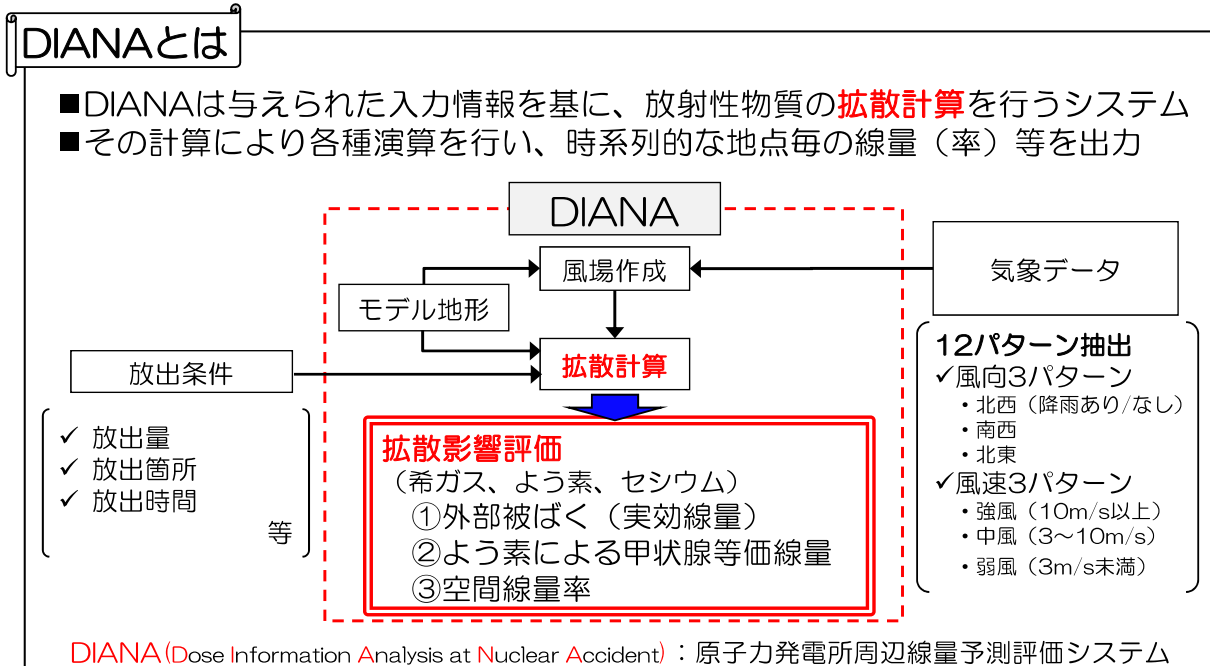 DIANAとは
■DIANAは与えられた入力情報を基に、放射性物質の拡散計算を行うシステム
■その計算により各種演算を行い、時系列的な地点毎の線量（率）等を出力
DIANA
風場作成
気象データ
モデル地形
拡散計算
放出条件
✓ 放出量
✓ 放出箇所
✓ 放出時間
等
拡散影響評価
（希ガス、よう素、セシウム）
①外部被ばく（実効線量）
②よう素による甲状腺等価線量
③空間線量率
12パターン抽出
✓風向3パターン
・北西（降雨あり/なし）
・南西
・北東
✓風速3パターン
・強風（10m/s以上）
・中風（3～10m/s）
・弱風（3m/s未満）
DIANA(Dose Information Analysis at Nuclear Accident)：原子力発電所周辺線量予測評価システム